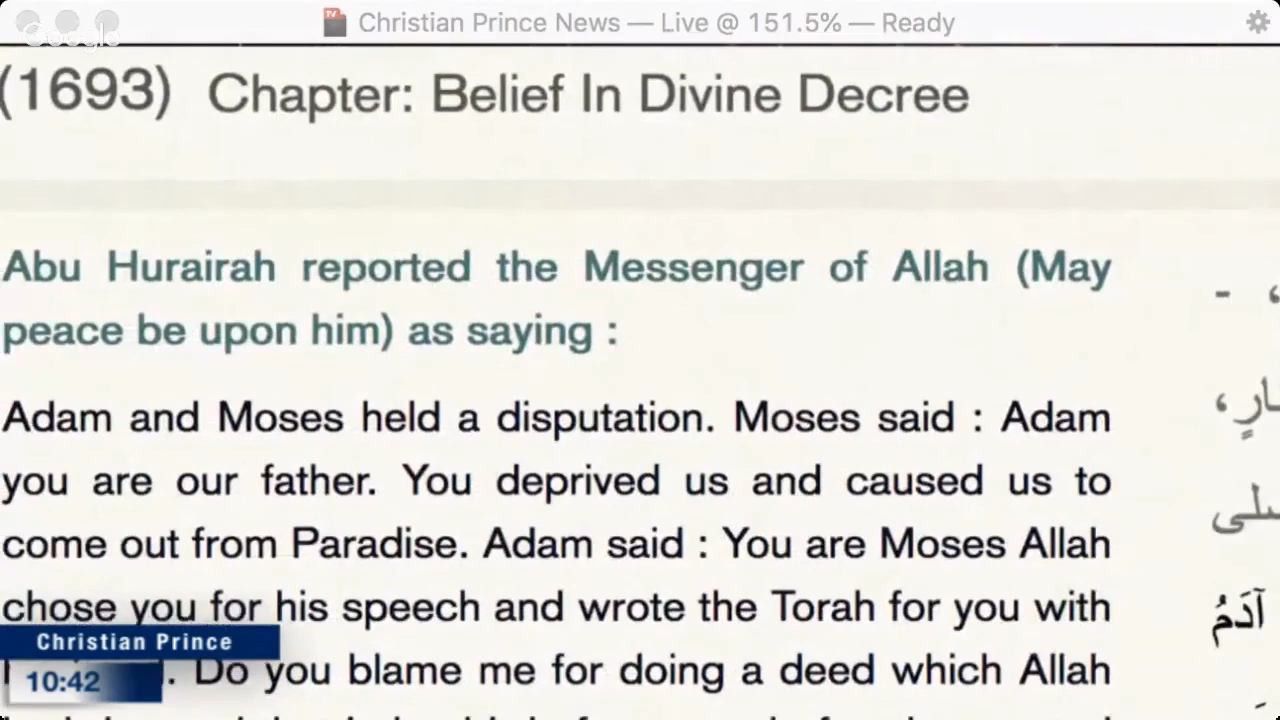 Christian Prince News — Live @ 151.5% — Ready
Google
(1693) Chapter: Belief In Divine Decree
Abu Hurairah reported the Messenger of Allah (May
peace be upon him) as saying :
Adam and Moses held a disputation. Moses said : Adam
you are our father. You deprived us and caused us to
come out from Paradise. Adam said : You are Moses Allah
chose you for his speech and wrote the Torah for you with
. Do you blame me for doing a deed which Allah
آدَمُ
Christian Prince
10:42